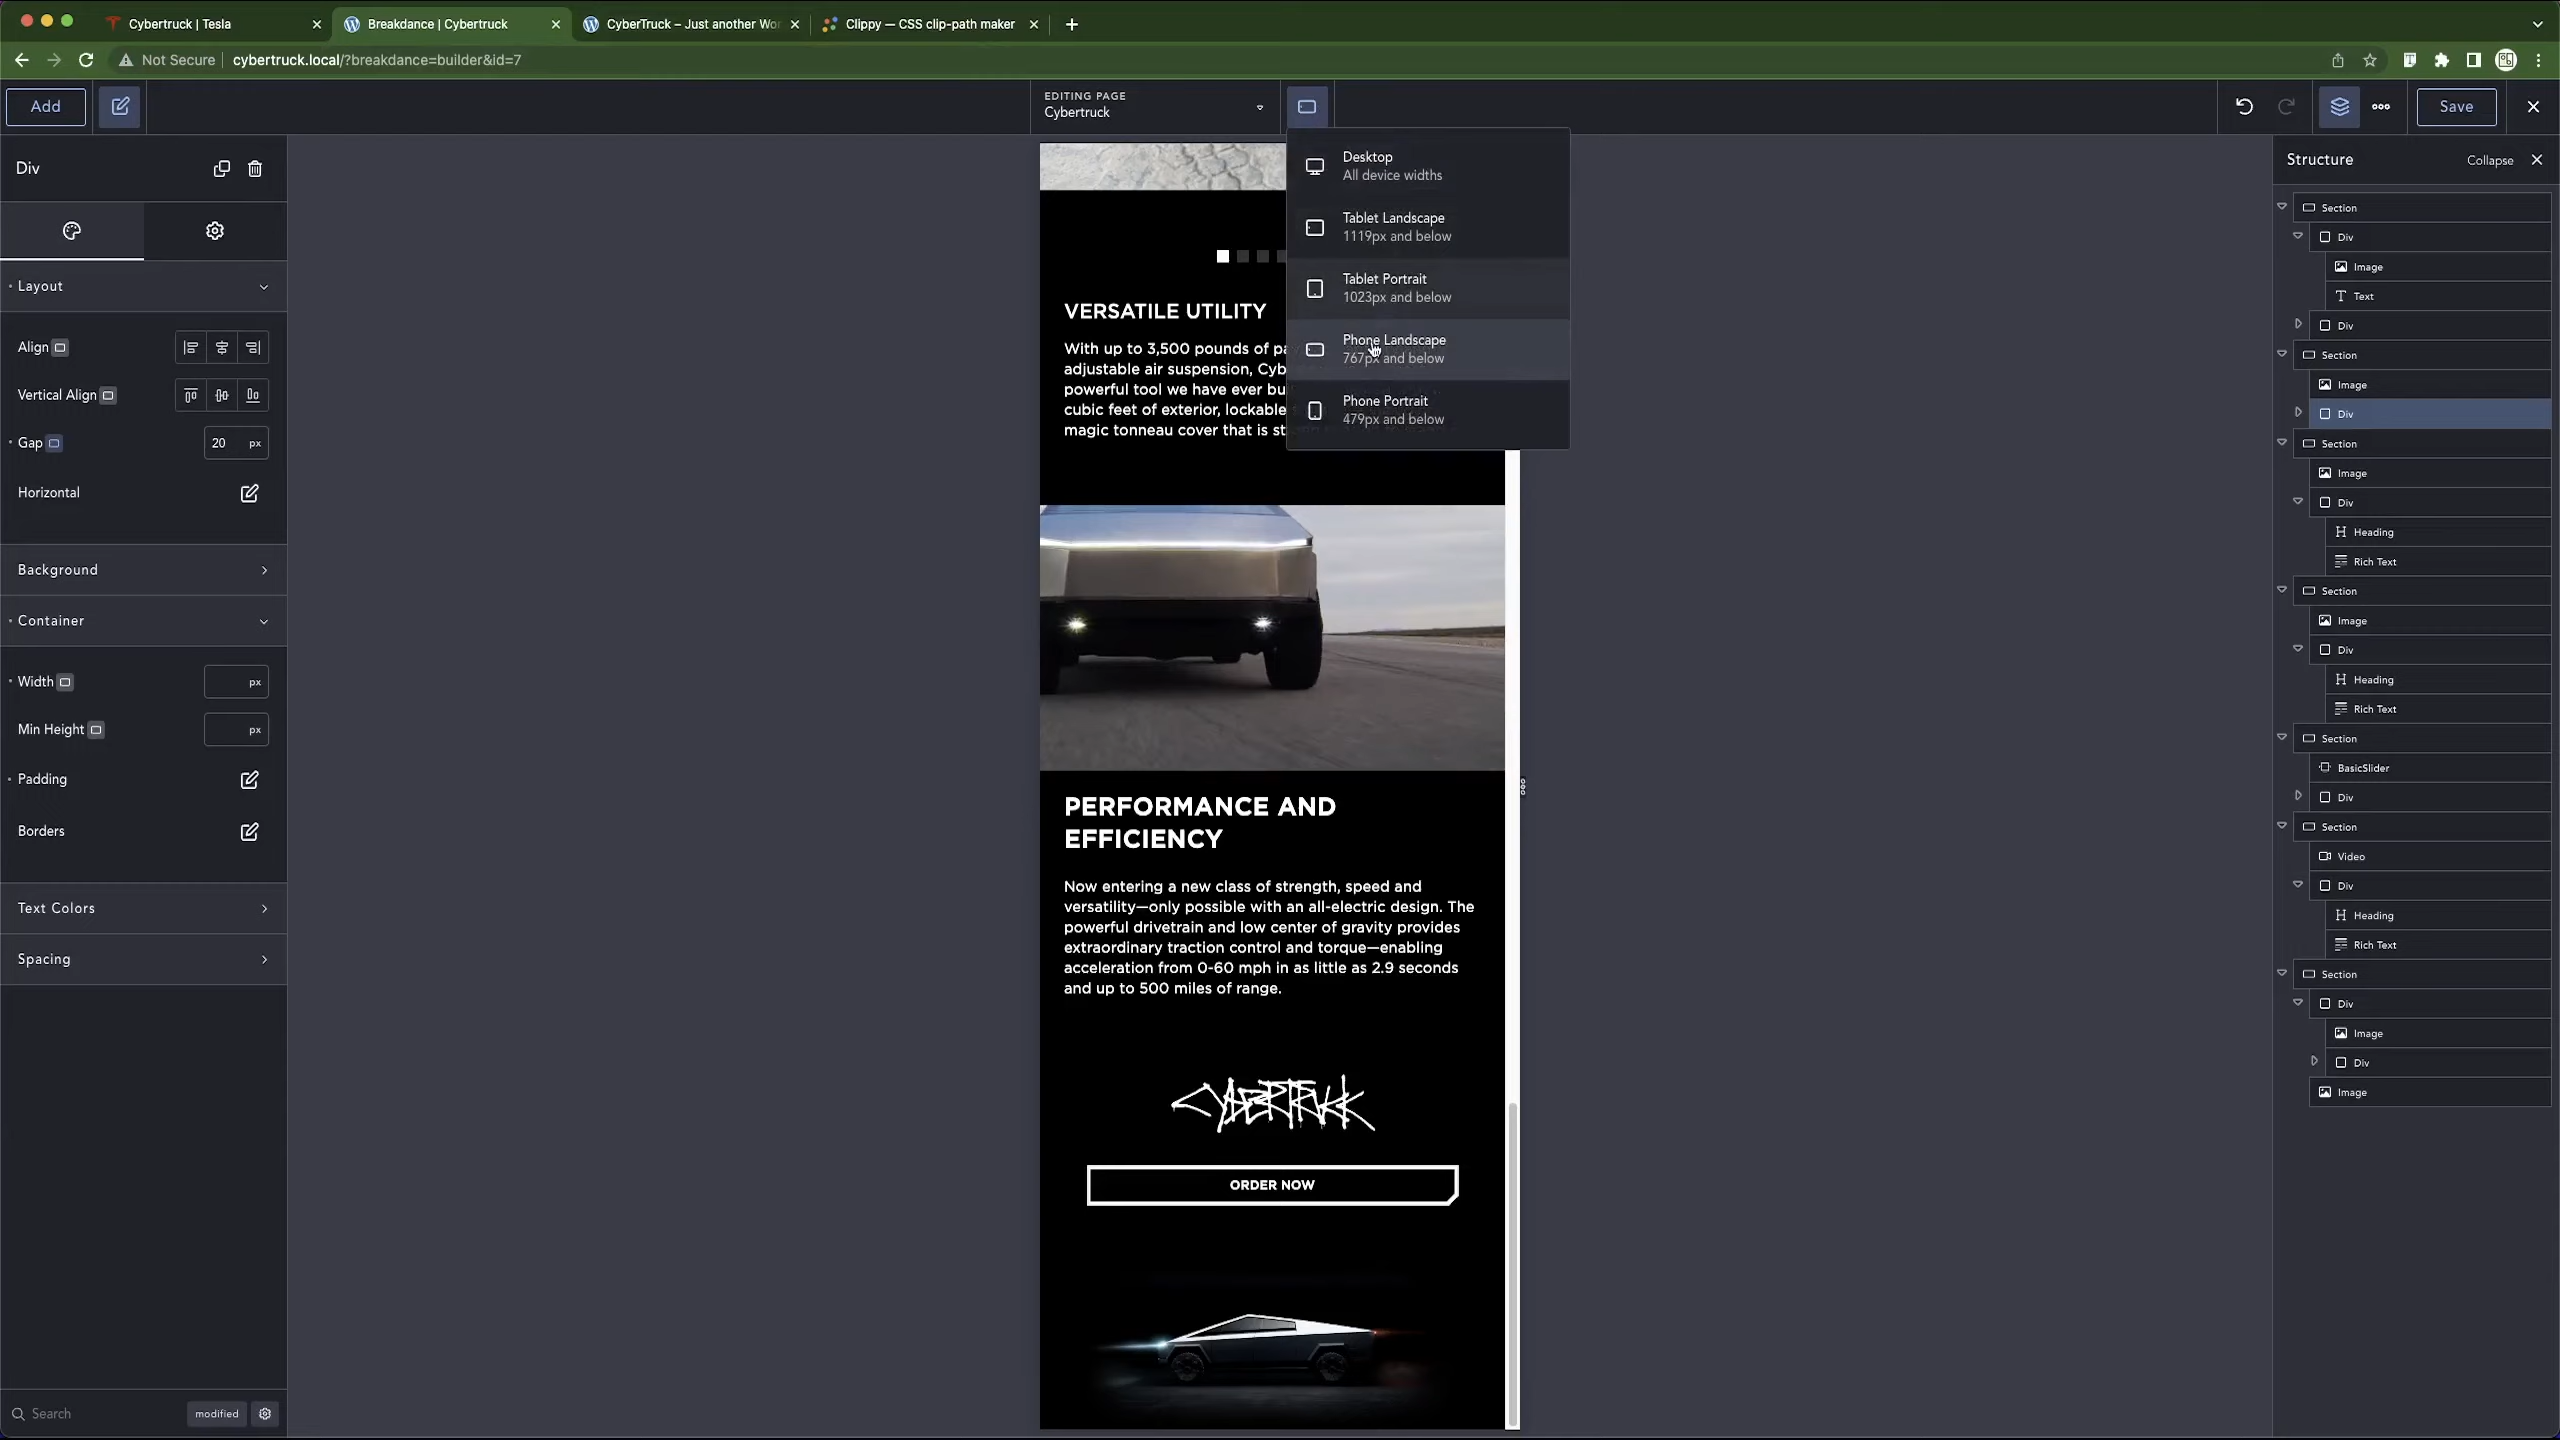 Cybertruck | Tesla
Breakdance | Cybertruck
CyberTruck – Just another Wor
Clippy — CSS clip-path maker
Not Secure
cybertruck.local/?breakdance=builder&id=7
Add
EDITING PAGE
Cybertruck
Save
Div
Layout
Align
Vertical Align
Gap
20 px
Horizontal
Background
Container
Width
px
Min Height
px
Padding
Borders
Text Colors
Spacing
Search
modified
Desktop
All device widths
Tablet Landscape
1119px and below
Tablet Portrait
1023px and below
Phone Landscape
767px and below
Phone Portrait
479px and below
VERSATILE UTILITY
With up to 3,500 pounds of pa
adjustable air suspension, Cyb
powerful tool we have ever bu
cubic feet of exterior, lockable
magic tonneau cover that is st
PERFORMANCE AND
EFFICIENCY
Now entering a new class of strength, speed and
versatility—only possible with an all-electric design. The
powerful drivetrain and low center of gravity provides
extraordinary traction control and torque—enabling
acceleration from 0-60 mph in as little as 2.9 seconds
and up to 500 miles of range.
CYBERTRUCK
ORDER NOW
Structure
Collapse
Section
Div
Image
Text
Div
Section
Image
Div
Section
Image
Div
Heading
Rich Text
Section
Image
Div
Heading
Rich Text
Section
BasicSlider
Div
Section
Video
Div
Heading
Rich Text
Section
Div
Image
Div
Image